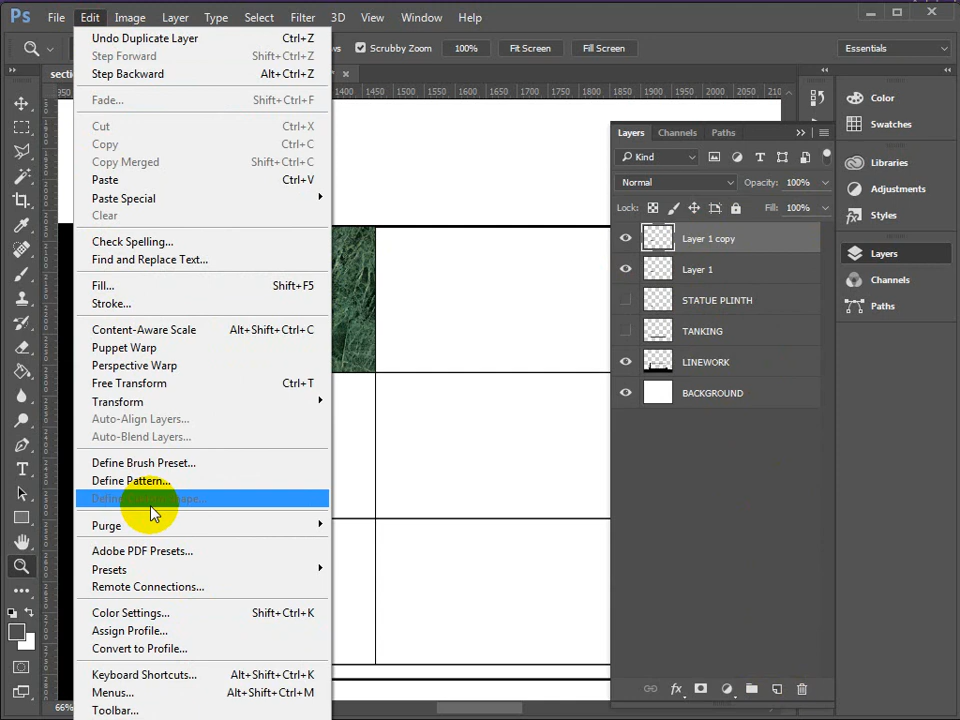 Ps File Edit Image Layer Type Select Filter 3D View Window Help
Scrubby Zoom 100% Fit Screen Fill Screen Essentials
Undo Duplicate Layer Ctrl+Z
Step Forward Shift+Ctrl+Z
Step Backward Alt+Ctrl+Z
Fade... Shift+Ctrl+F
Cut Ctrl+X
Copy Ctrl+C
Copy Merged Shift+Ctrl+C
Paste Ctrl+V
Paste Special
Clear
Check Spelling...
Find and Replace Text...
Fill... Shift+F5
Stroke...
Content-Aware Scale Alt+Shift+Ctrl+C
Puppet Warp
Perspective Warp
Free Transform Ctrl+T
Transform
Auto-Align Layers...
Auto-Blend Layers...
Define Brush Preset...
Define Pattern...
Purge
Adobe PDF Presets...
Presets
Remote Connections...
Color Settings... Shift+Ctrl+K
Assign Profile...
Convert to Profile...
Keyboard Shortcuts... Alt+Shift+Ctrl+K
Menus... Alt+Shift+Ctrl+M
Toolbar...
1400 1450 1500 1550 1600 1650 1700 1750 1800 1850 1900 1950 2000 2050
Layers Channels Paths
Kind
Normal Opacity: 100%
Lock: Fill: 100%
Layer 1 copy
Layer 1
STATUE PLINTH
TANKING
LINEWORK
BACKGROUND
fx
Color
Swatches
Libraries
Adjustments
Styles
Layers
Channels
Paths